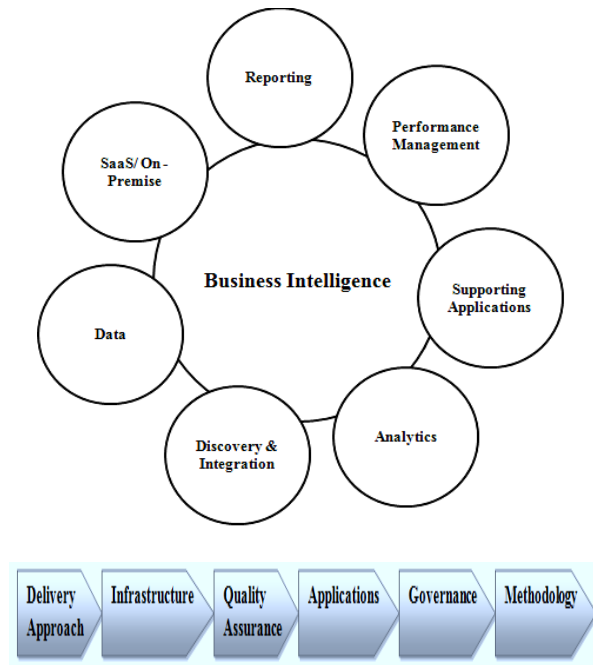 Reporting
Performance
Management
SaaS/ On-
Premise
Business Intelligence
Supporting
Applications
Data
Analytics
Discovery &
Integration
Delivery
Approach
Infrastructure
Quality
Assurance
Applications
Governance
Methodology